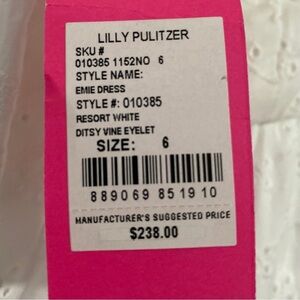 LILLY PULITZER
SKU #
010385 1152NO 6
STYLE NAME:
EMIE DRESS
STYLE #: 010385
RESORT WHITE
DITSY VINE EYELET
SIZE: 6
889069 851910
MANUFACTURER'S SUGGESTED PRICE
$238.00